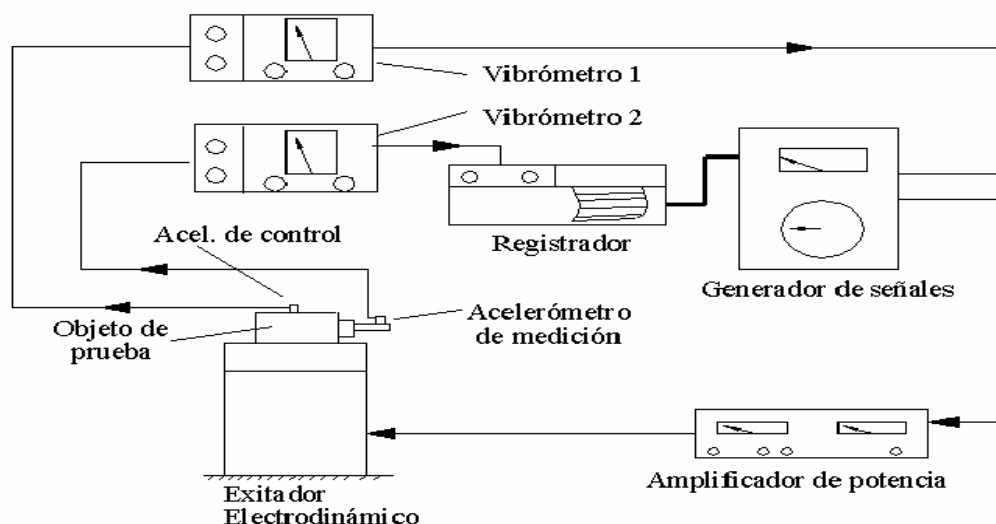 Vibrómetro 1
Vibrómetro 2
Acel. de control
Registrador
Generador de señales
Objeto de
prueba
Acelerómetro
de medición
Amplificador de potencia
Exitador
Electrodinámico